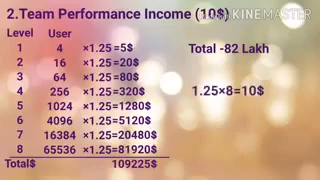 2.Team Performance Income (10$)
KINEMASTER
Level User
1 4 ×1.25=5$
2 16 ×1.25=20$
3 64 ×1.25=80$
4 256 ×1.25=320$
5 1024 ×1.25=1280$
6 4096 ×1.25=5120$
7 16384 ×1.25=20480$
8 65536 ×1.25=81920$
Total$ 109225$
Total -82 Lakh
1.25×8=10$